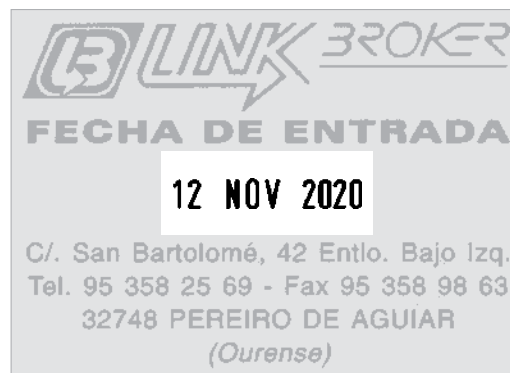 LB LINK BROKER
FECHA DE ENTRADA
12 NOV 2020
C/. San Bartolomé, 42 Entlo. Bajo Izq.
Tel. 95 358 25 69 - Fax 95 358 98 63
32748 PEREIRO DE AGUIAR
(Ourense)